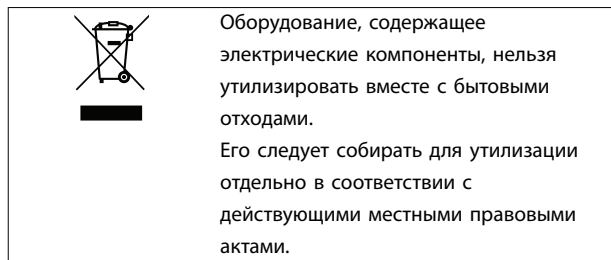 Оборудование, содержащее
электрические компоненты, нельзя
утилизировать вместе с бытовыми
отходами.
Его следует собирать для утилизации
отдельно в соответствии с
действующими местными правовыми
актами.